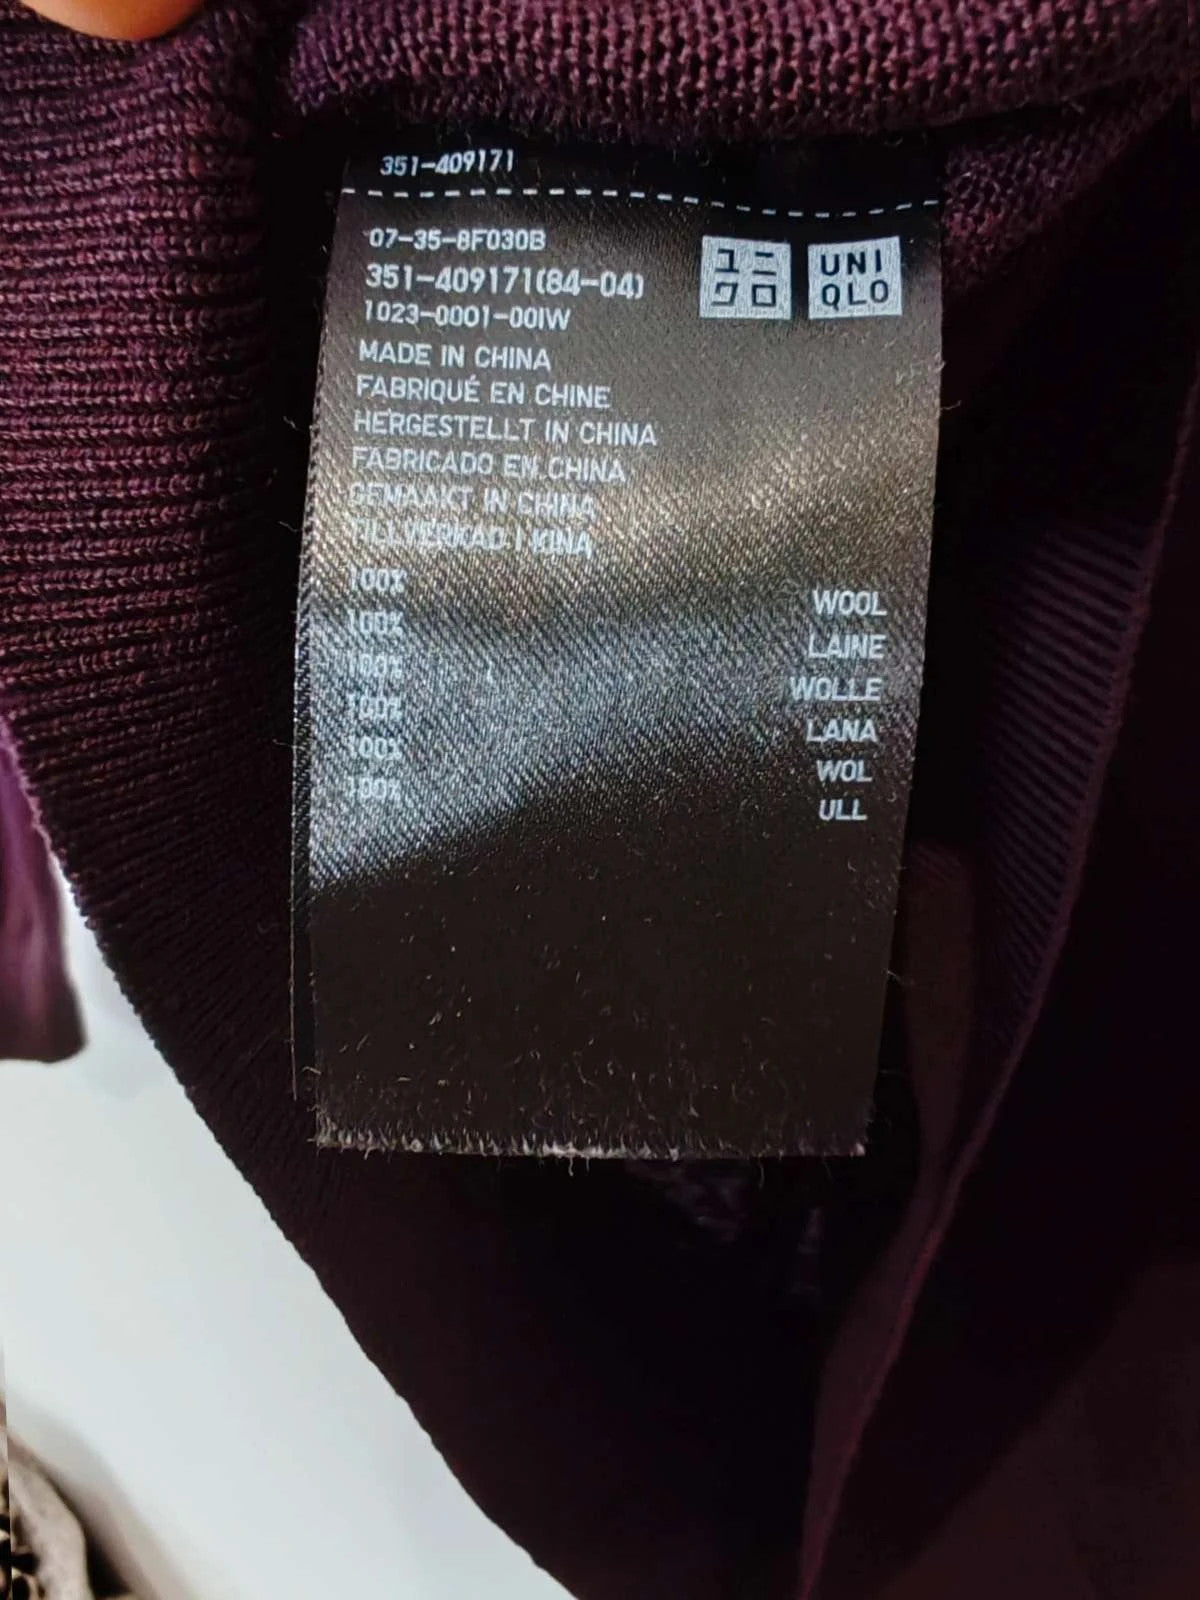 351-409171
07-35-8F030B
351-409171(84-04)
1023-0001-00IW
ユニ
クロ
UNI
QLO
MADE IN CHINA
FABRIQUÉ EN CHINE
HERGESTELLT IN CHINA
FABRICADO EN CHINA
GEMAAKT IN CHINA
TILLVERKAD I KINA
100% WOOL
100% LAINE
100% WOLLE
100% LANA
100% WOL
100% ULL